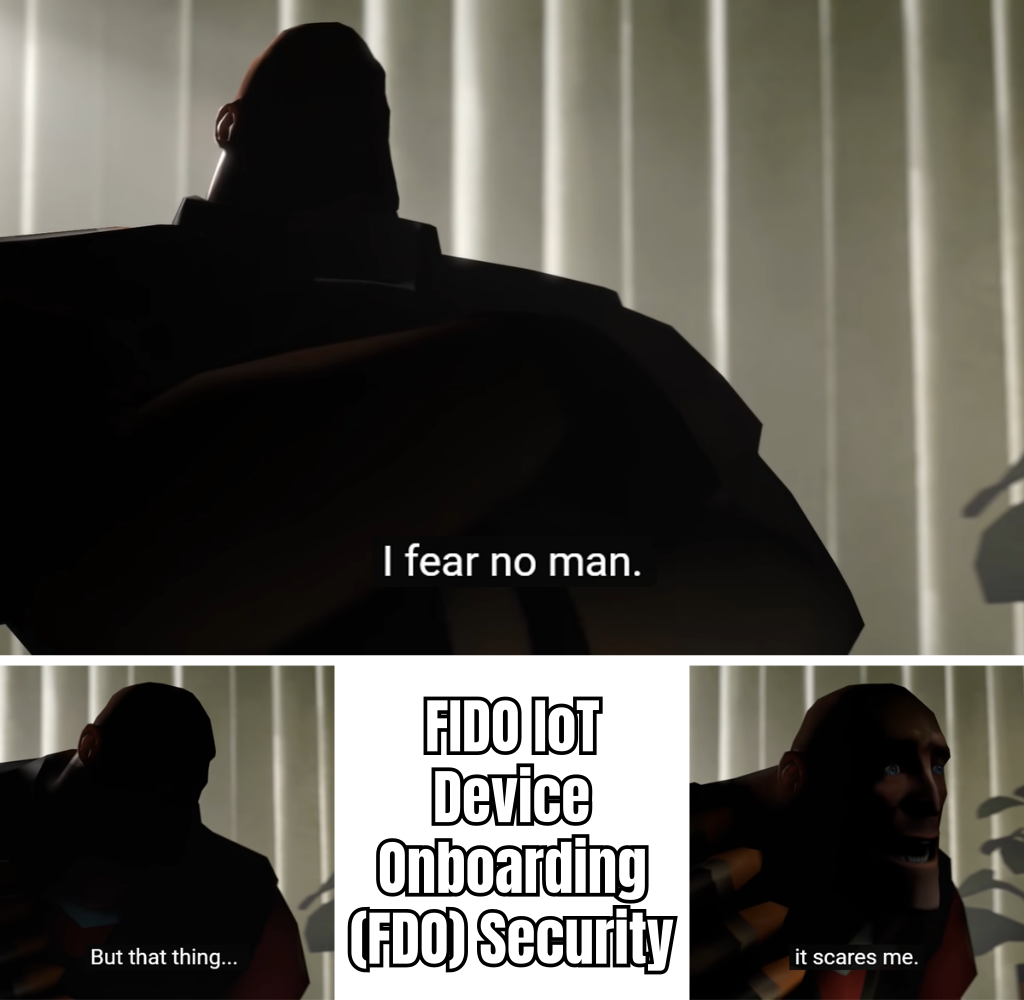 I fear no man.
But that thing...
FIDO IoT
Device
Onboarding
(FDO) Security
it scares me.